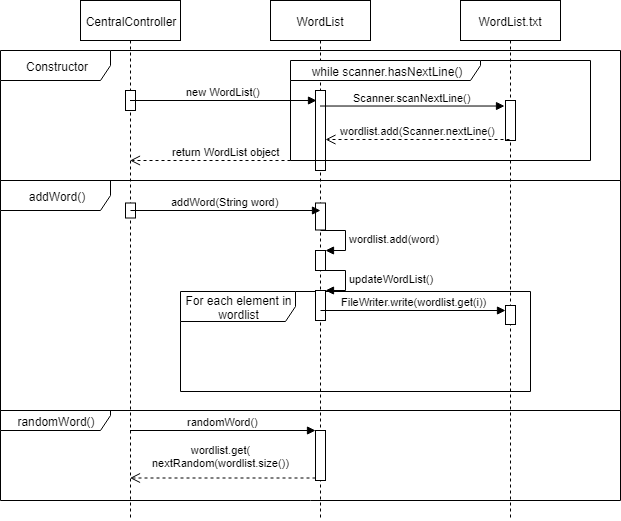 CentralController
WordList
WordList.txt
Constructor
while scanner.hasNextLine()
new WordList()
Scanner.scanNextLine()
wordlist.add(Scanner.nextLine()
return WordList object
addWord()
addWord(String word)
wordlist.add(word)
updateWordList()
For each element in
wordlist
FileWriter.write(wordlist.get(i))
randomWord()
randomWord()
wordlist.get(
nextRandom(wordlist.size())